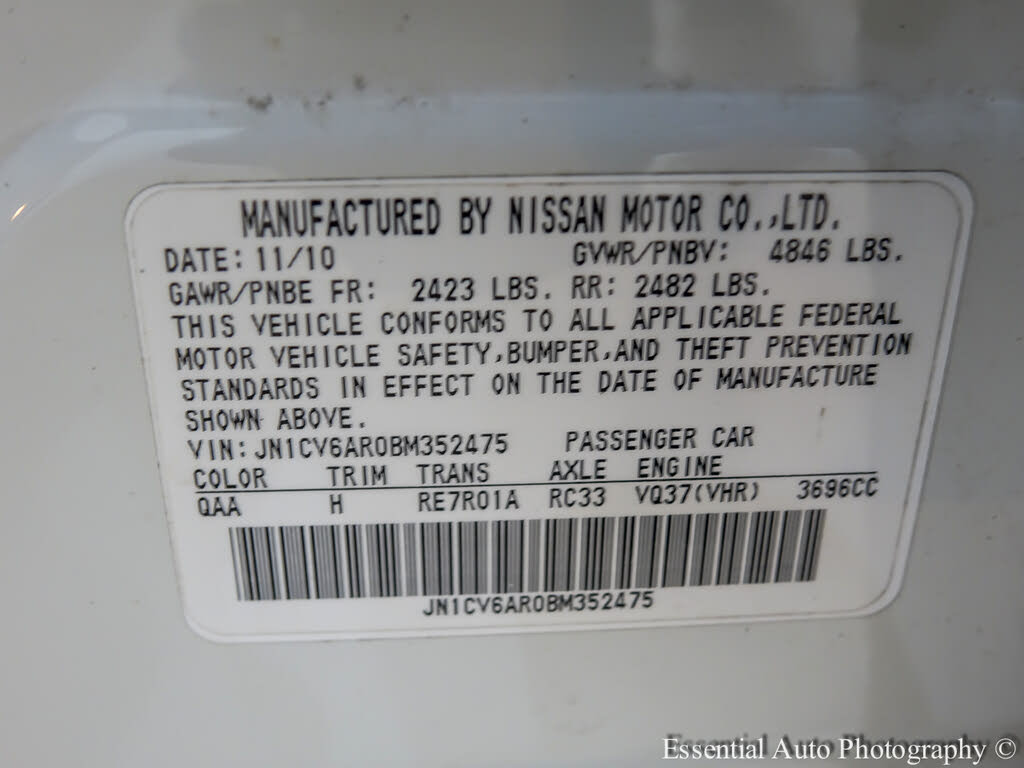 MANUFACTURED BY NISSAN MOTOR CO.,LTD.
DATE: 11/10 GVWR/PNBV: 4846 LBS.
GAWR/PNBE FR: 2423 LBS. RR: 2482 LBS.
THIS VEHICLE CONFORMS TO ALL APPLICABLE FEDERAL
MOTOR VEHICLE SAFETY,BUMPER,AND THEFT PREVENTION
STANDARDS IN EFFECT ON THE DATE OF MANUFACTURE
SHOWN ABOVE.
VIN: JN1CV6AR0BM352475 PASSENGER CAR
COLOR TRIM TRANS AXLE ENGINE
QAA H RE7R01A RC33 VQ37(VHR) 3696CC
JN1CV6AR0BM352475
Essential Auto Photography ©